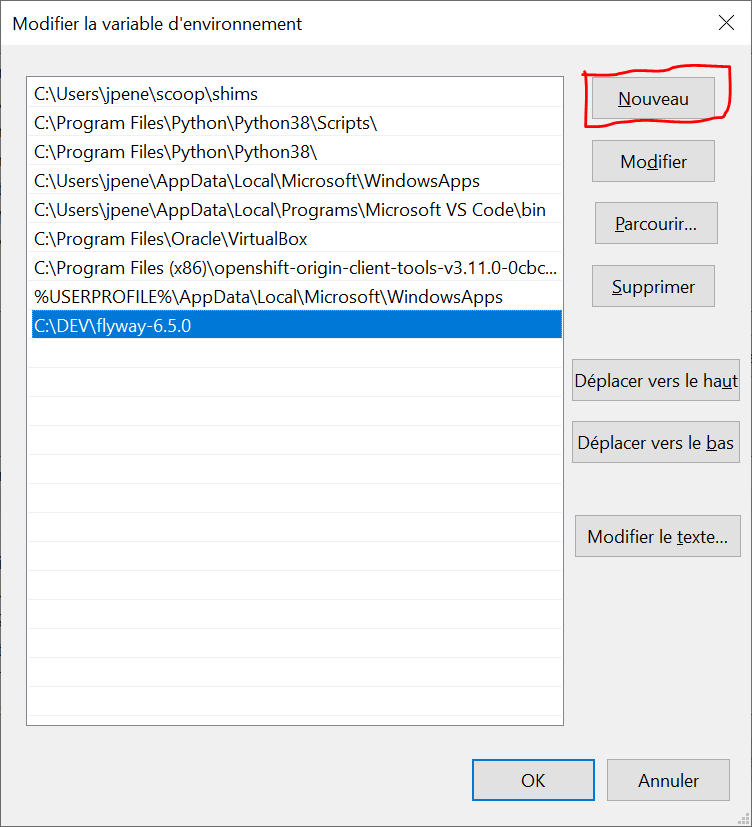 Modifier la variable d'environnement
C:\Users\jpene\scoop\shims
C:\Program Files\Python\Python38\Scripts\
C:\Program Files\Python\Python38\
C:\Users\jpene\AppData\Local\Microsoft\WindowsApps
C:\Users\jpene\AppData\Local\Programs\Microsoft VS Code\bin
C:\Program Files\Oracle\VirtualBox
C:\Program Files (x86)\openshift-origin-client-tools-v3.11.0-0cbc...
%USERPROFILE%\AppData\Local\Microsoft\WindowsApps
C:\DEV\flyway-6.5.0
Nouveau
Modifier
Parcourir...
Supprimer
Déplacer vers le haut
Déplacer vers le bas
Modifier le texte...
OK
Annuler